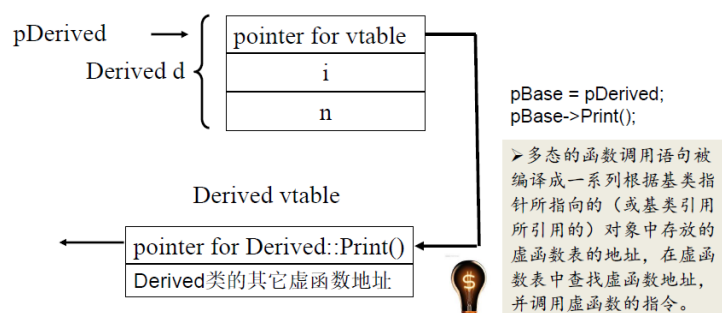 pDerived
pointer for vtable
Derived d
i
n
pBase = pDerived;
pBase->Print();
➢多态的函数调用语句被
编译成一系列根据基类指
针所指向的（或基类引用
所引用的）对象中存放的
虚函数表的地址，在虚函
数表中查找虚函数地址，
并调用虚函数的指令。
Derived vtable
pointer for Derived::Print()
Derived类的其它虚函数地址
$